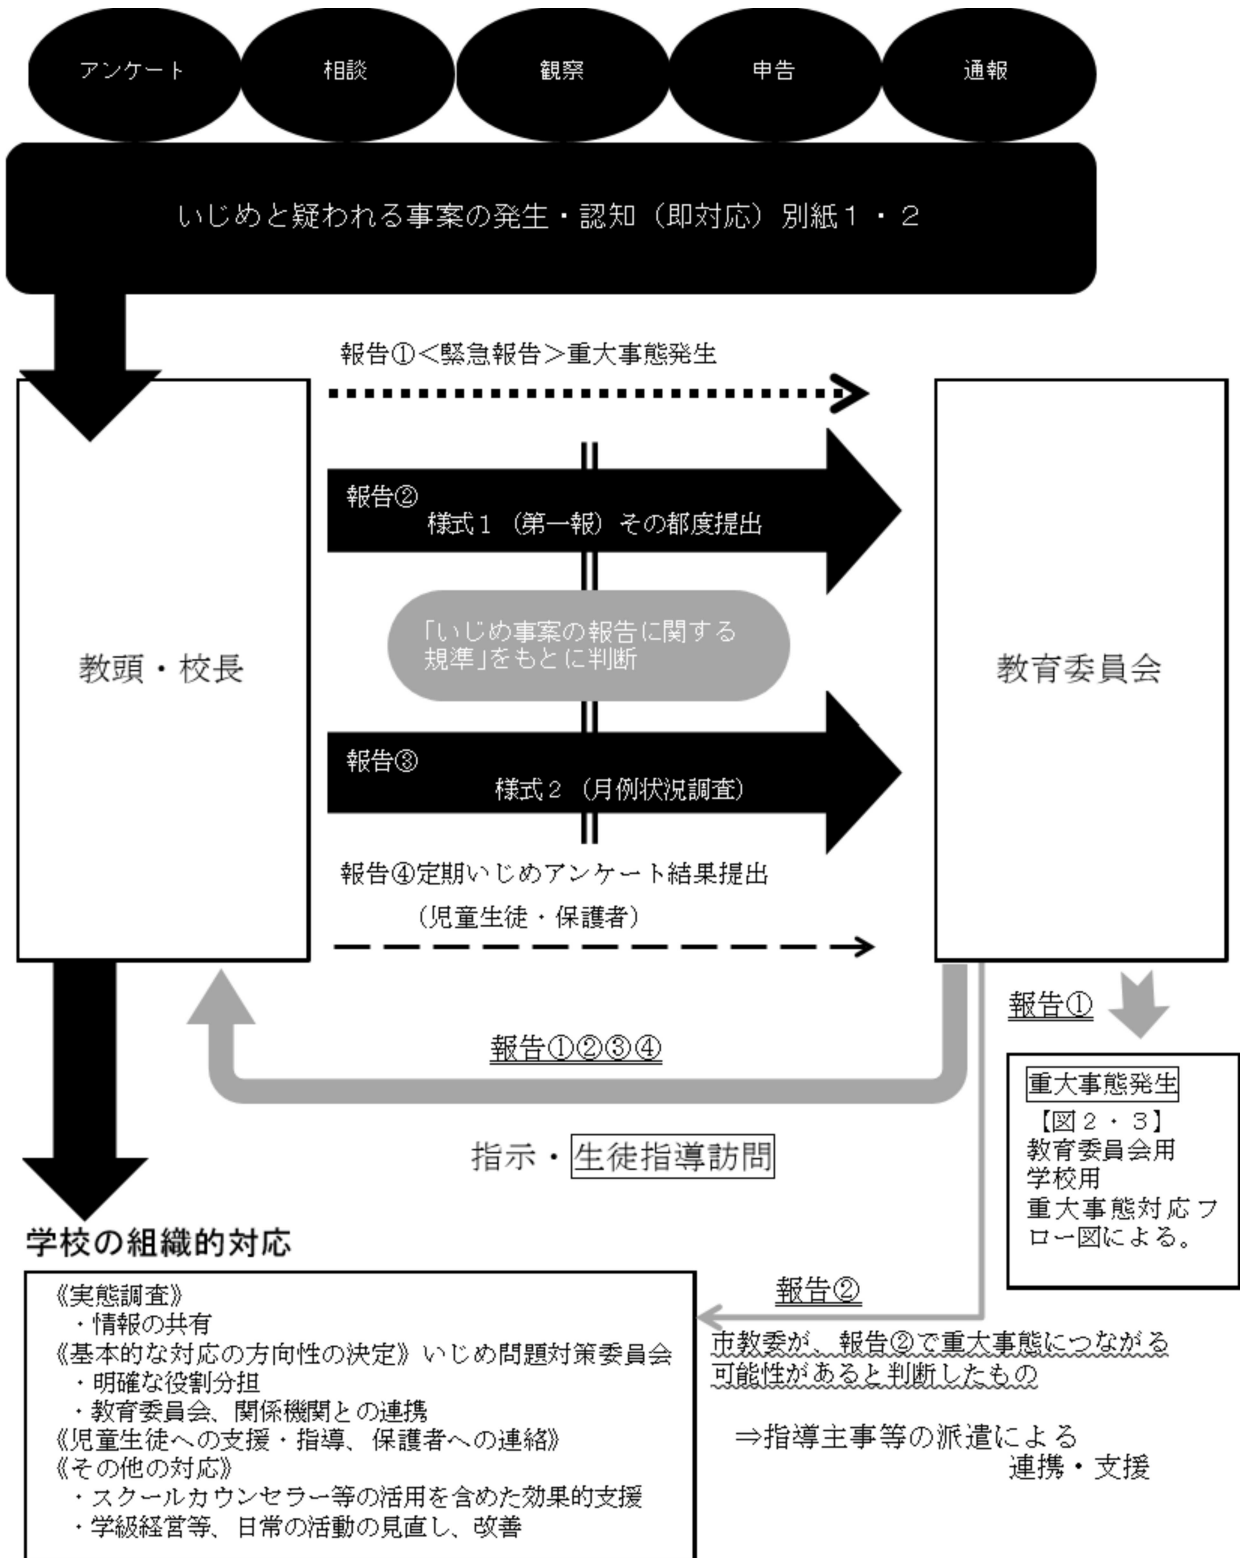 アンケート
相談
観察
申告
通報
いじめと疑われる事案の発生・認知（即対応）別紙１・２
報告①＜緊急報告＞重大事態発生
報告②
様式１（第一報）その都度提出
教頭・校長
「いじめ事案の報告に関する
規準」をもとに判断
教育委員会
報告③
様式２（月例状況調査）
報告④定期いじめアンケート結果提出
（児童生徒・保護者）
報告①
報告①②③④
重大事態発生
【図２・３】
教育委員会用
学校用
重大事態対応フ
ロー図による。
指示・生徒指導訪問
学校の組織的対応
《実態調査》
・情報の共有
《基本的な対応の方向性の決定》いじめ問題対策委員会
・明確な役割分担
・教育委員会、関係機関との連携
《児童生徒への支援・指導、保護者への連絡》
《その他の対応》
・スクールカウンセラー等の活用を含めた効果的支援
・学級経営等、日常の活動の見直し、改善
報告②
市教委が、報告②で重大事態につながる
可能性があると判断したもの
⇒指導主事等の派遣による
連携・支援